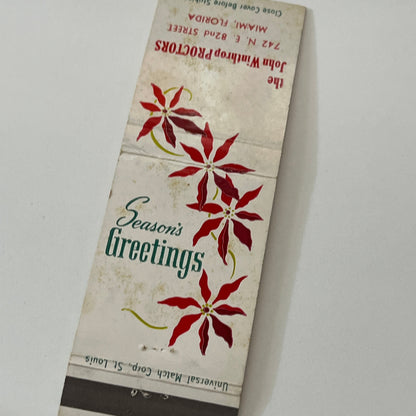 Season's
Greetings
the
John Winthrop PROCTORS
742 N. E. 82nd STREET
MIAMI, FLORIDA
Close Cover Before Striki
Universal Match Corp., St. Louis